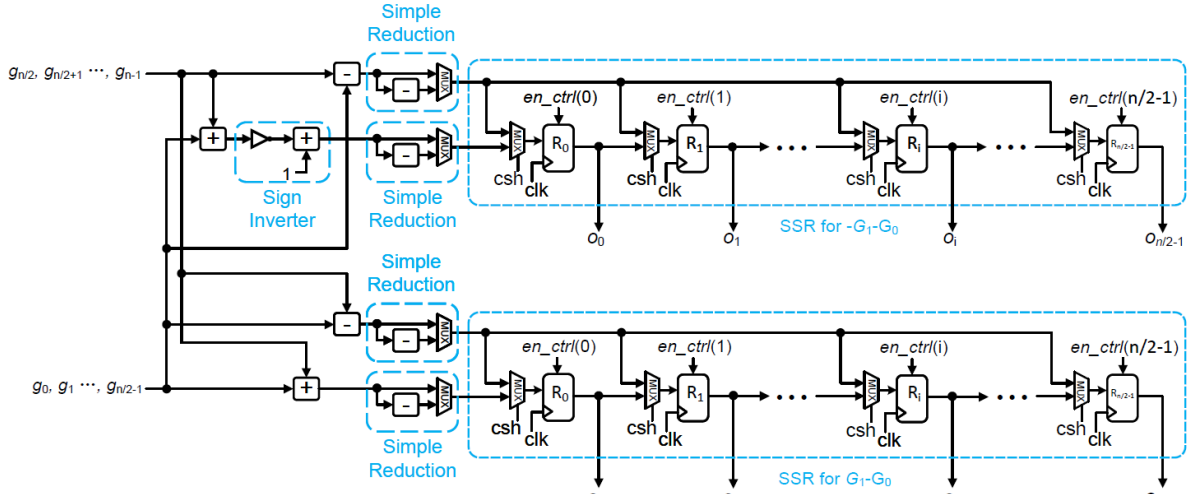 Simple
Reduction
gn/2, gn/2+1 ···, gn-1
-
-
MUX
en_ctrl(0)
en_ctrl(1)
en_ctrl(i)
en_ctrl(n/2-1)
+
+
1
Sign
Inverter
-
MUX
Simple
Reduction
MUX
R0
MUX
R1
• • •
MUX
Ri
• • •
MUX
Rn/2-1
csh
clk
csh
clk
csh
clk
csh
clk
SSR for -G1-G0
o0
o1
oi
on/2-1
Simple
Reduction
-
-
MUX
en_ctrl(0)
en_ctrl(1)
en_ctrl(i)
en_ctrl(n/2-1)
g0, g1 ···, gn/2-1
+
-
MUX
Simple
Reduction
MUX
R0
MUX
R1
• • •
MUX
Ri
• • •
MUX
Rn/2-1
csh
clk
csh
clk
csh
clk
csh
clk
SSR for G1-G0